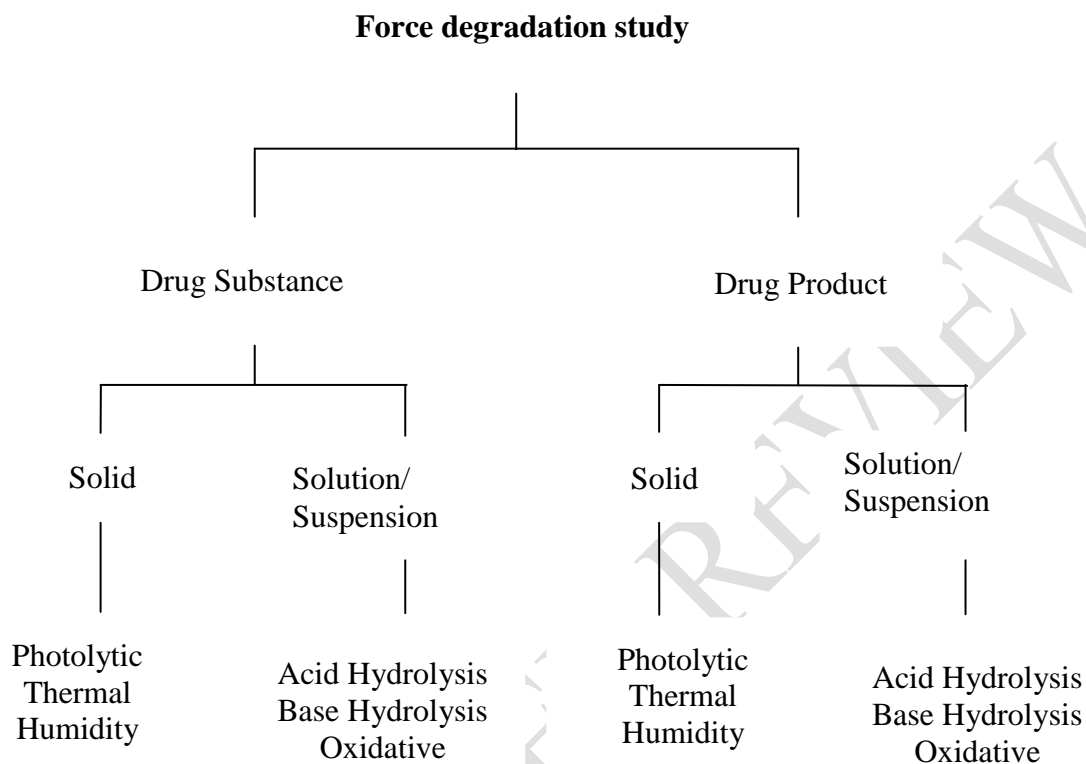 Force degradation study
Drug Substance
Drug Product
Solid
Solution/
Suspension
Solid
Solution/
Suspension
Photolytic
Thermal
Humidity
Acid Hydrolysis
Base Hydrolysis
Oxidative
Photolytic
Thermal
Humidity
Acid Hydrolysis
Base Hydrolysis
Oxidative
REVIEW